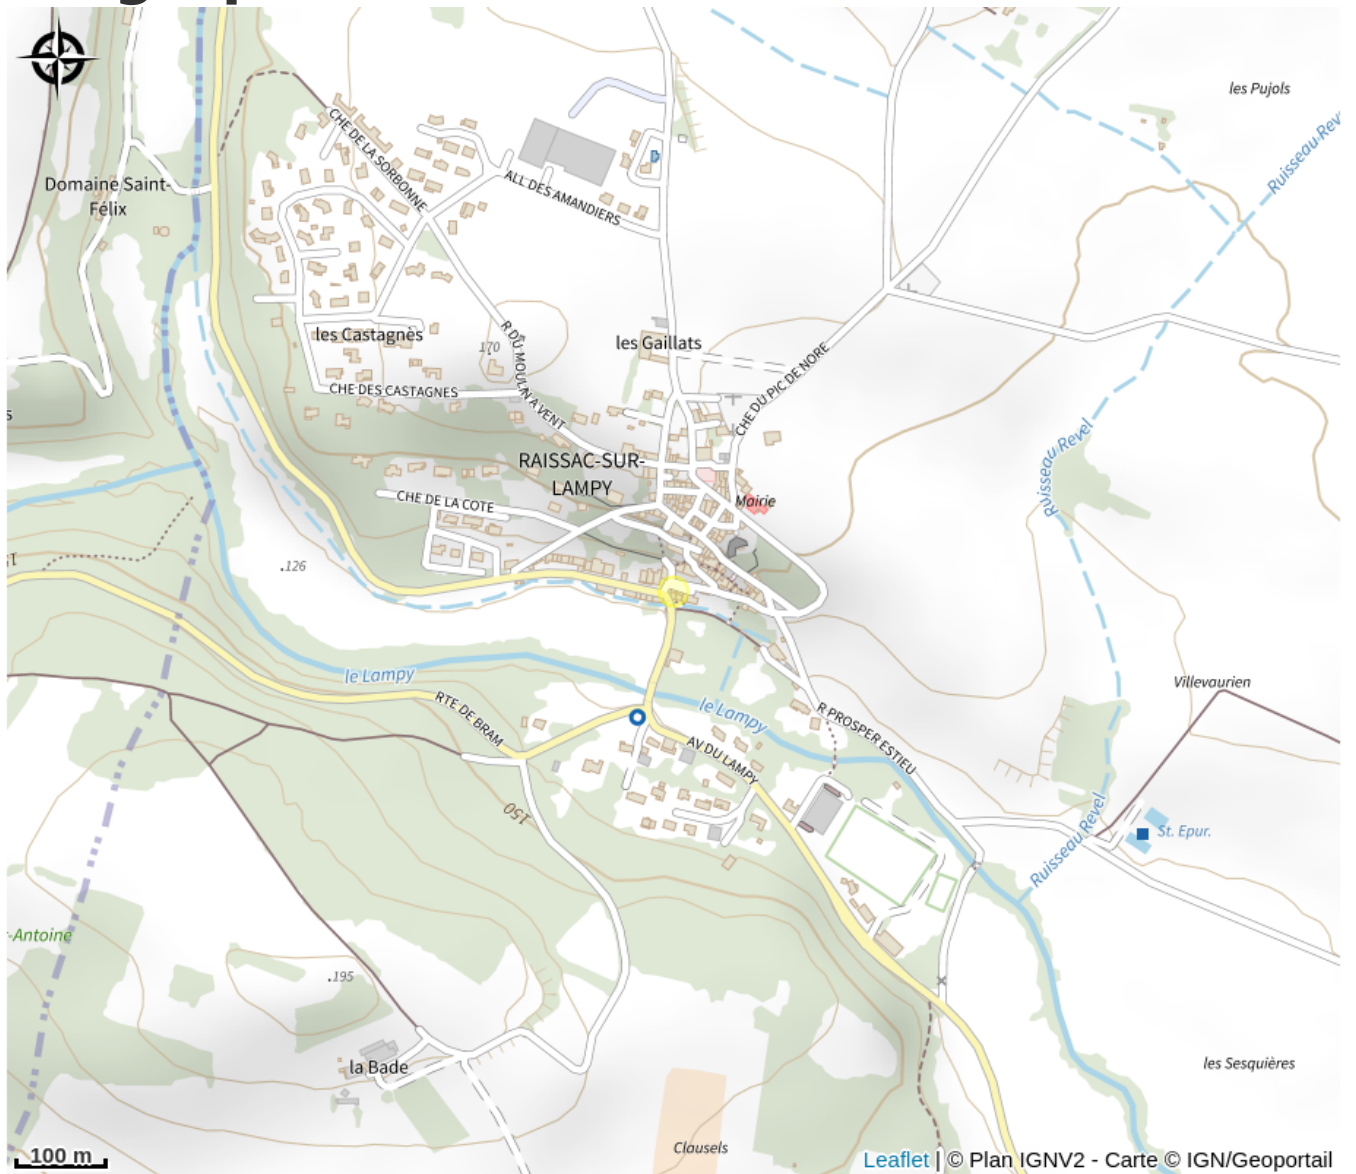 les Pujols
CHE DE LA SORBONNE
Ruisseau Rev
Domaine Saint-
Félix
ALL DES AMANDIERS
les Castagnès
R DU MOULIN A VENT
170
les Gaillats
CHE DU PIC DE NORE
CHE DES CASTAGNES
s
RAISSAC-SUR-
LAMPY
Ruisseau Revel
CHE DE LA COTE
Mairie
.126
le Lampy
Villevaurien
RTE DE BRAM
le Lampy
R PROSPER ESTIEU
AV DU LAMPY
150
St. Epur.
Ruisseau Revel
-Antoine
.195
la Bade
les Sesquières
Clausels
100 m
Leaflet | © Plan IGNV2 - Carte © IGN/Geoportail